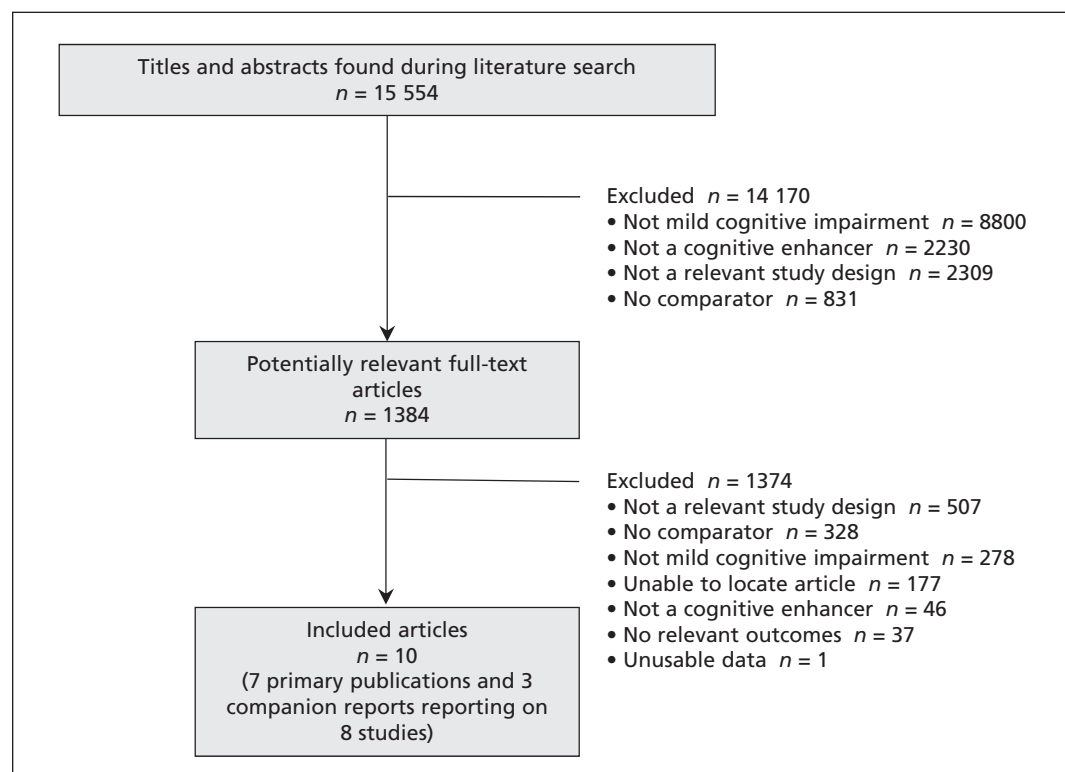 Titles and abstracts found during literature search
n = 15 554
Excluded n = 14 170
• Not mild cognitive impairment n = 8800
• Not a cognitive enhancer n = 2230
• Not a relevant study design n = 2309
• No comparator n = 831
Potentially relevant full-text
articles
n = 1384
Excluded n = 1374
• Not a relevant study design n = 507
• No comparator n = 328
• Not mild cognitive impairment n = 278
• Unable to locate article n = 177
• Not a cognitive enhancer n = 46
• No relevant outcomes n = 37
• Unusable data n = 1
Included articles
n = 10
(7 primary publications and 3
companion reports reporting on
8 studies)